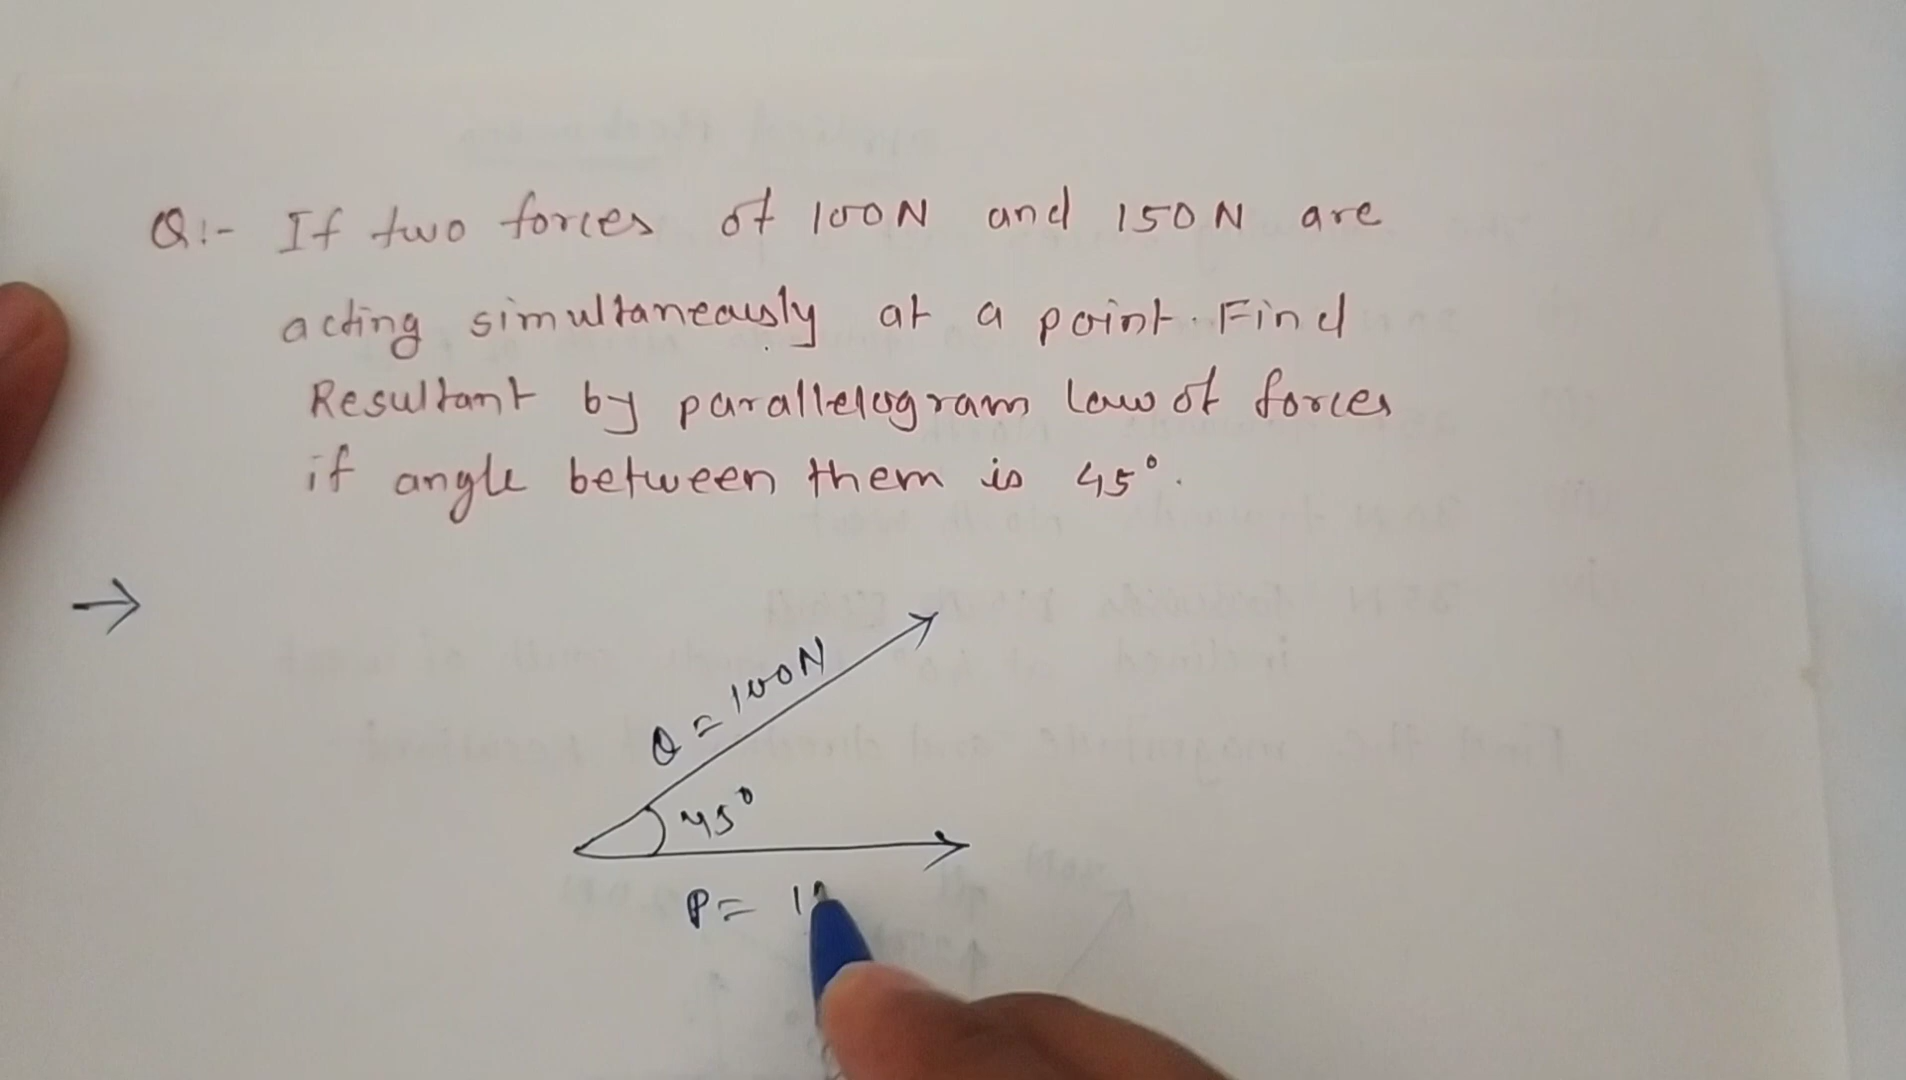 Q:- If two forces of 100N and 150N are
acting simultaneously at a point. Find
Resultant by parallelogram law of forces
if angle between them is 45°.
→
Q = 100N
45°
P =